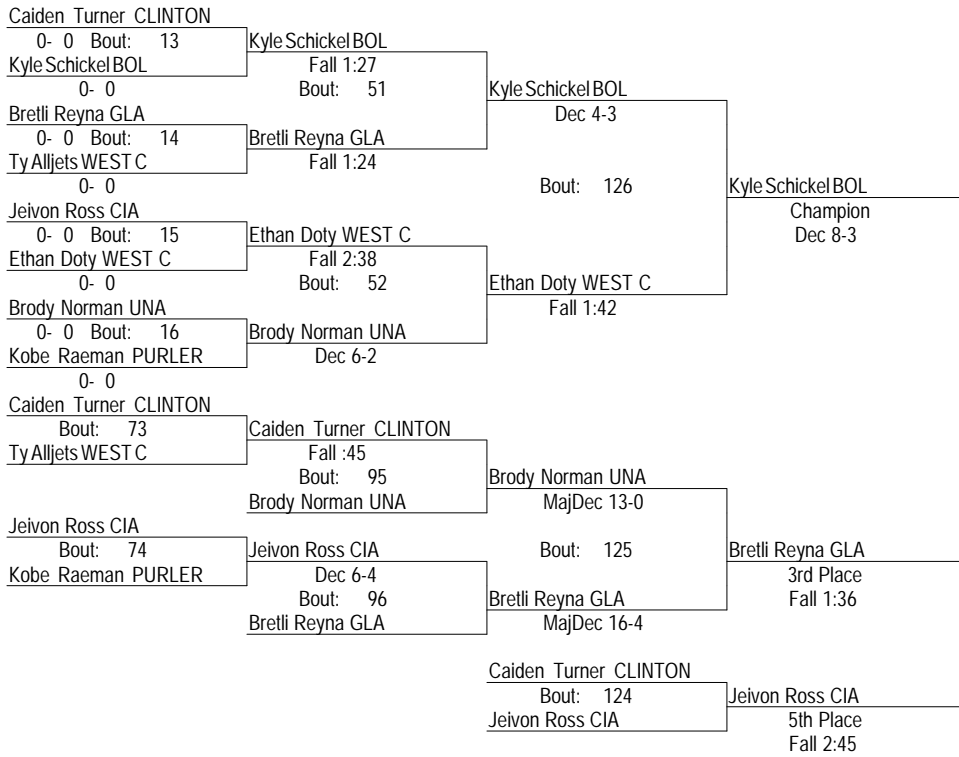 Caiden Turner CLINTON
0- 0 Bout: 13 Kyle Schickel BOL
Kyle Schickel BOL Fall 1:27
0- 0 Bout: 51 Kyle Schickel BOL
Bretli Reyna GLA Dec 4-3
0- 0 Bout: 14 Bretli Reyna GLA
Ty Alljets WEST C Fall 1:24
0- 0 Bout: 126 Kyle Schickel BOL
Jeivon Ross CIA Champion
0- 0 Bout: 15 Ethan Doty WEST C Dec 8-3
Ethan Doty WEST C Fall 2:38
0- 0 Bout: 52 Ethan Doty WEST C
Brody Norman UNA Fall 1:42
0- 0 Bout: 16 Brody Norman UNA
Kobe Raeman PURLER Dec 6-2
0- 0
Caiden Turner CLINTON
Bout: 73 Caiden Turner CLINTON
Ty Alljets WEST C Fall :45
Bout: 95 Brody Norman UNA
Brody Norman UNA MajDec 13-0
Jeivon Ross CIA
Bout: 74 Jeivon Ross CIA Bout: 125 Bretli Reyna GLA
Kobe Raeman PURLER Dec 6-4 3rd Place
Bout: 96 Bretli Reyna GLA Fall 1:36
Bretli Reyna GLA MajDec 16-4
Caiden Turner CLINTON
Bout: 124 Jeivon Ross CIA
Jeivon Ross CIA 5th Place
Fall 2:45